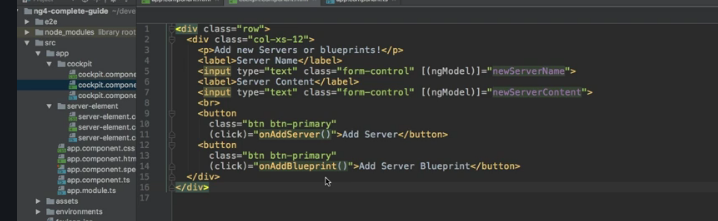 ng4-complete-guide ~/deve
e2e
node_modules library root
src
app
cockpit
cockpit.compone
cockpit.compone
cockpit.compone
server-element
server-element.c
server-element.c
server-element.c
app.component.css
app.component.htm
app.component.spe
app.component.ts
app.module.ts
assets
environments
1 <div class="row">
2 <div class="col-xs-12">
3 <p>Add new Servers or blueprints!</p>
4 <label>Server Name</label>
5 <input type="text" class="form-control" [(ngModel)]="newServerName">
6 <label>Server Content</label>
7 <input type="text" class="form-control" [(ngModel)]="newServerContent">
8 <br>
9 <button
10 class="btn btn-primary"
11 (click)="onAddServer()">Add Server</button>
12 <button
13 class="btn btn-primary"
14 (click)="onAddBlueprint()">Add Server Blueprint</button>
15 </div>
16 </div>
17